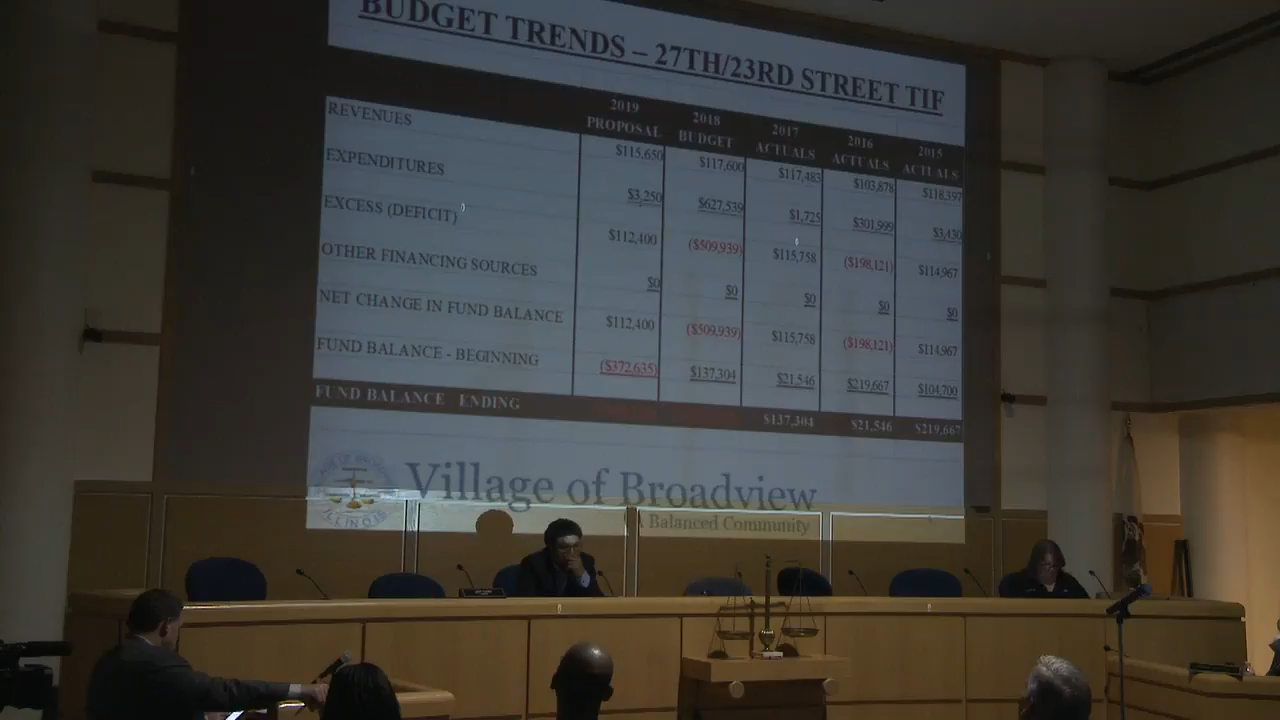 BUDGET TRENDS – 27TH/23RD STREET TIF
2019 PROPOSAL 2018 BUDGET 2017 ACTUALS 2016 ACTUALS 2015 ACTUALS
REVENUES $115,650 $117,600 $117,483 $103,878 $118,397
EXPENDITURES $3,250 $627,539 $1,725 $301,999 $3,430
EXCESS (DEFICIT) $112,400 ($509,939) $115,758 ($198,121) $114,967
OTHER FINANCING SOURCES $0 $0 $0 $0 $0
NET CHANGE IN FUND BALANCE $112,400 ($509,939) $115,758 ($198,121) $114,967
FUND BALANCE - BEGINNING ($372,635) $137,304 $21,546 $219,667 $104,700
FUND BALANCE ENDING $137,304 $21,546 $219,667
Village of Broadview
A Balanced Community
ILLINOIS